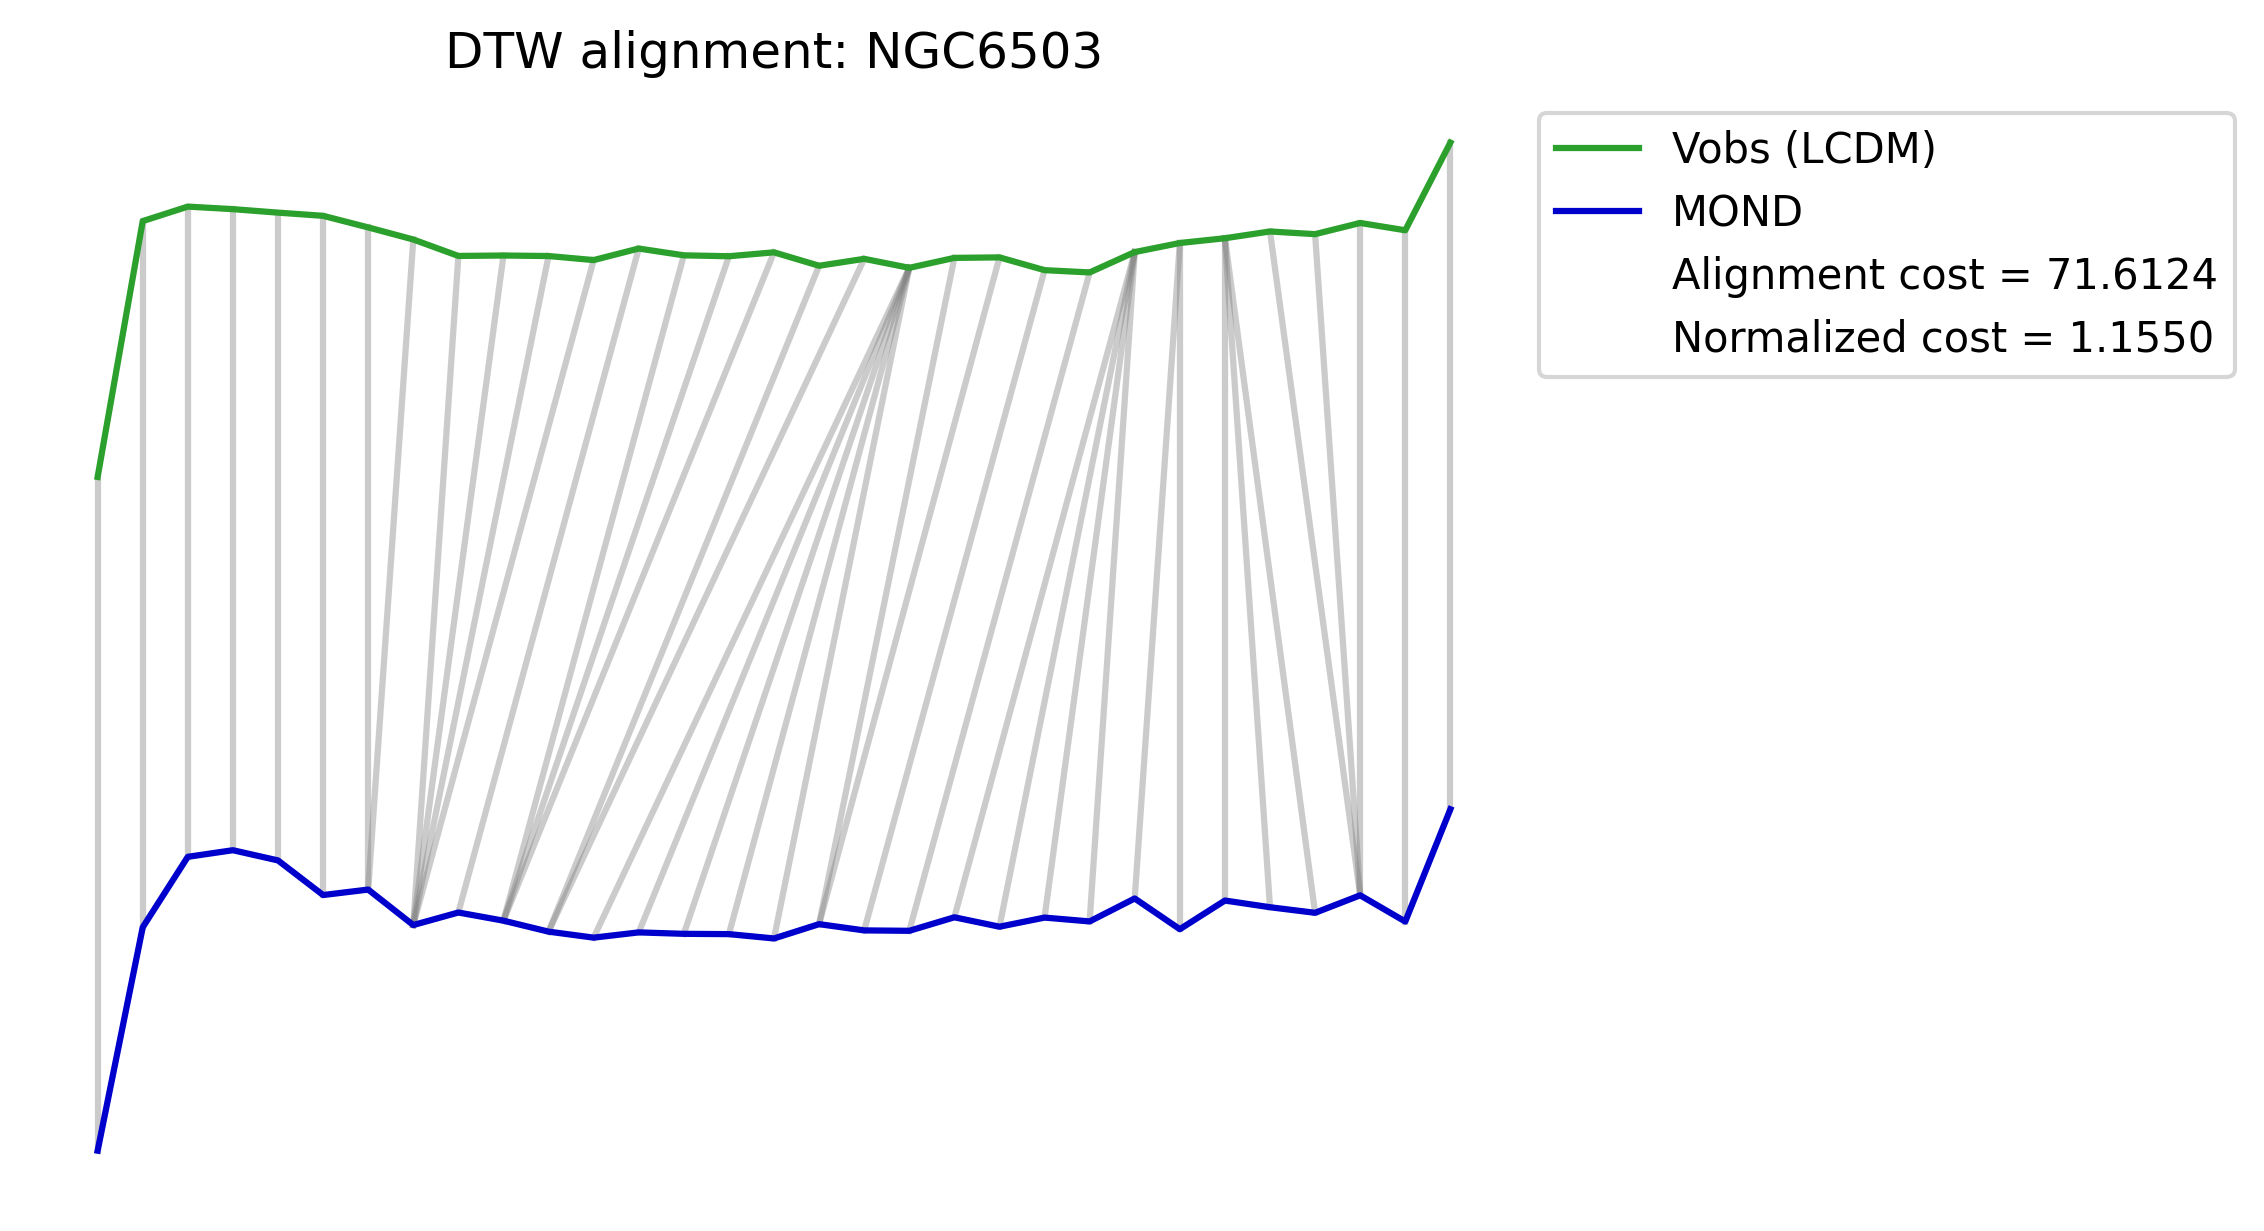 DTW alignment: NGC6503
Vobs (LCDM)
MOND
Alignment cost = 71.6124
Normalized cost = 1.1550